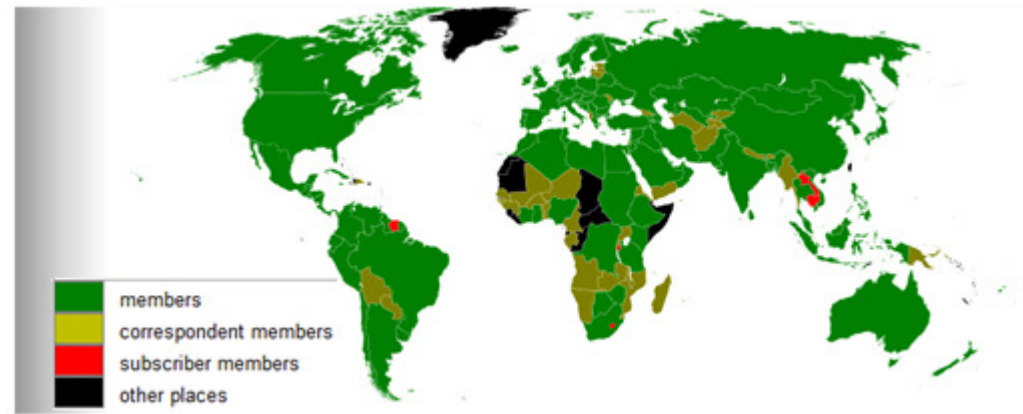 members
correspondent members
subscriber members
other places